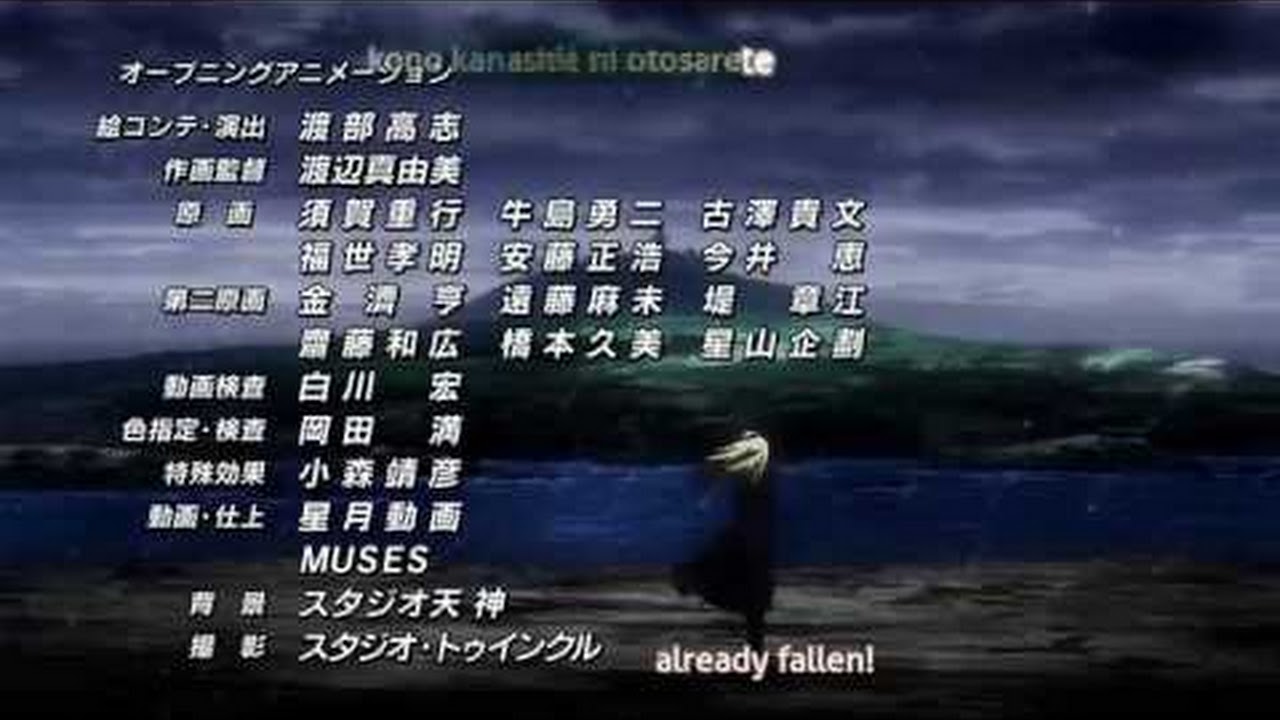 kono kanashimi ni otosarete
オープニングアニメーション
絵コンテ・演出 渡部高志
作画監督 渡辺真由美
原 画 須賀重行 牛島勇二 古澤貴文
福世孝明 安藤正浩 今井 恵
第二原画 金 濟 亨 遠藤麻未 堤 章江
齋藤和広 橋本久美 星山企劃
動画検査 白川 宏
色指定・検査 岡田 満
特殊効果 小森靖彦
動画・仕上 星月動画
MUSES
背 景 スタジオ天神
撮 影 スタジオ・トゥインクル
already fallen!